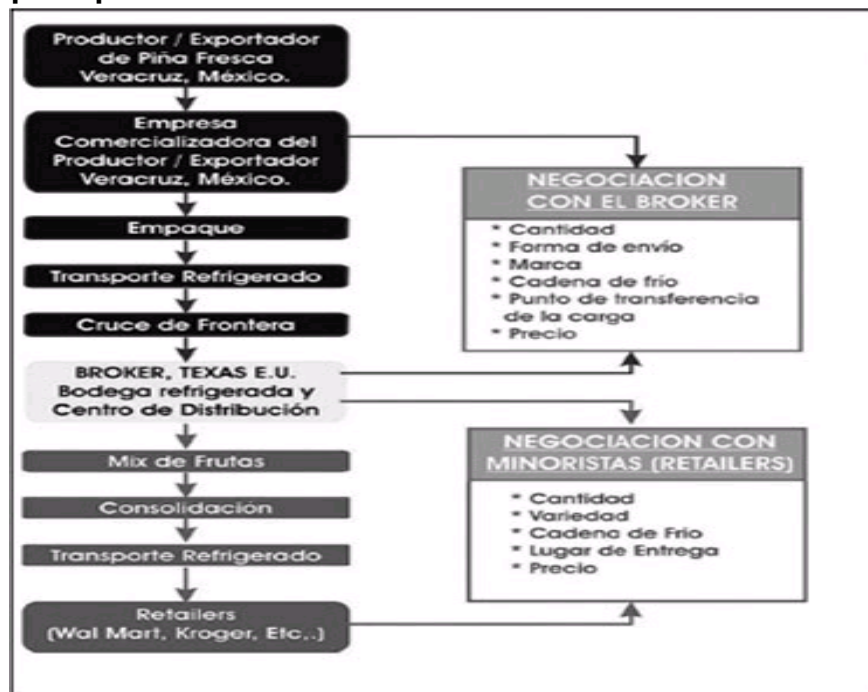 Productor / Exportador
de Piña Fresca
Veracruz, México.
Empresa
Comercializadora del
Productor / Exportador
Veracruz, México.
Empaque
Transporte Refrigerado
Cruce de Frontera
BROKER, TEXAS E.U.
Bodega refrigerada y
Centro de Distribución
Mix de Frutas
Consolidación
Transporte Refrigerado
Retailers
(Wal Mart, Kroger, Etc,.)
NEGOCIACION
CON EL BROKER
* Cantidad
* Forma de envío
* Marca
* Cadena de frío
* Punto de transferencia
de la carga
* Precio
NEGOCIACION CON
MINORISTAS (RETAILERS)
* Cantidad
* Variedad
* Cadena de Frío
* Lugar de Entrega
* Precio